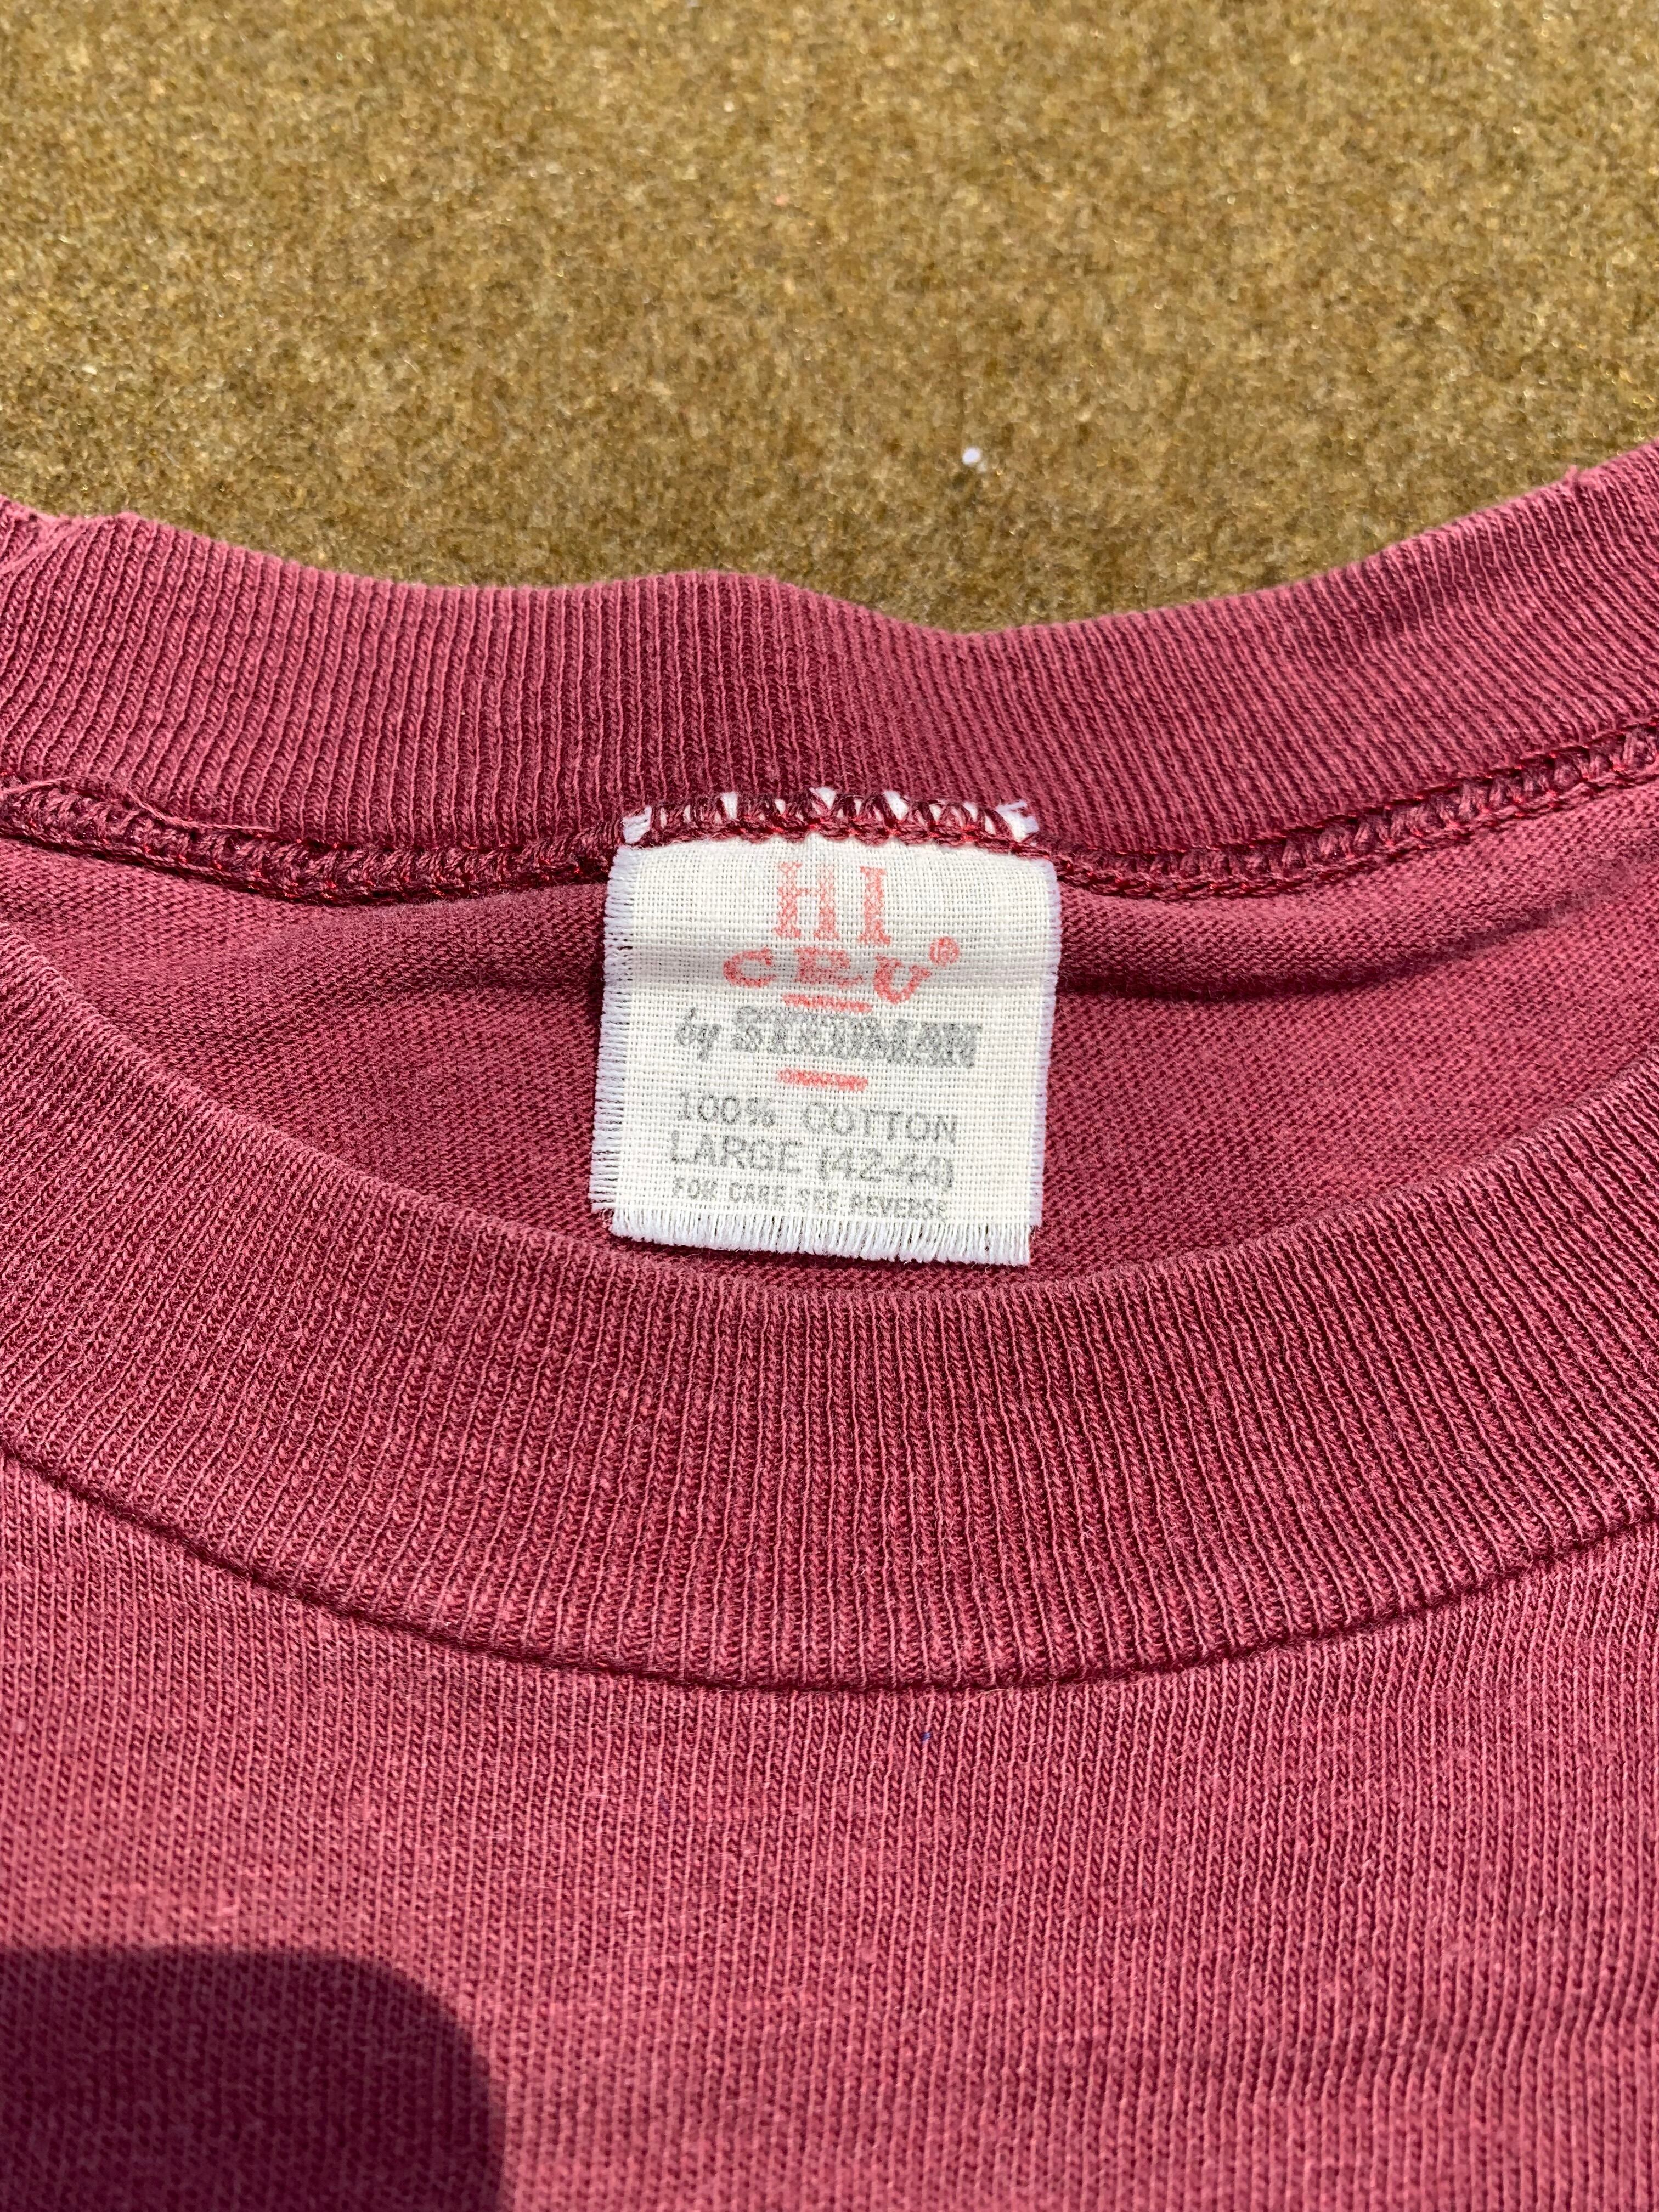 HI
CRU®
by STEDMAN
100% COTTON
LARGE (42-44)
FOR CARE SEE REVERSE